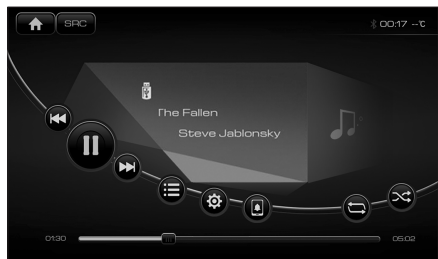 SRC
00:17 --℃
The Fallen
Steve Jablonsky
01:30
05:02